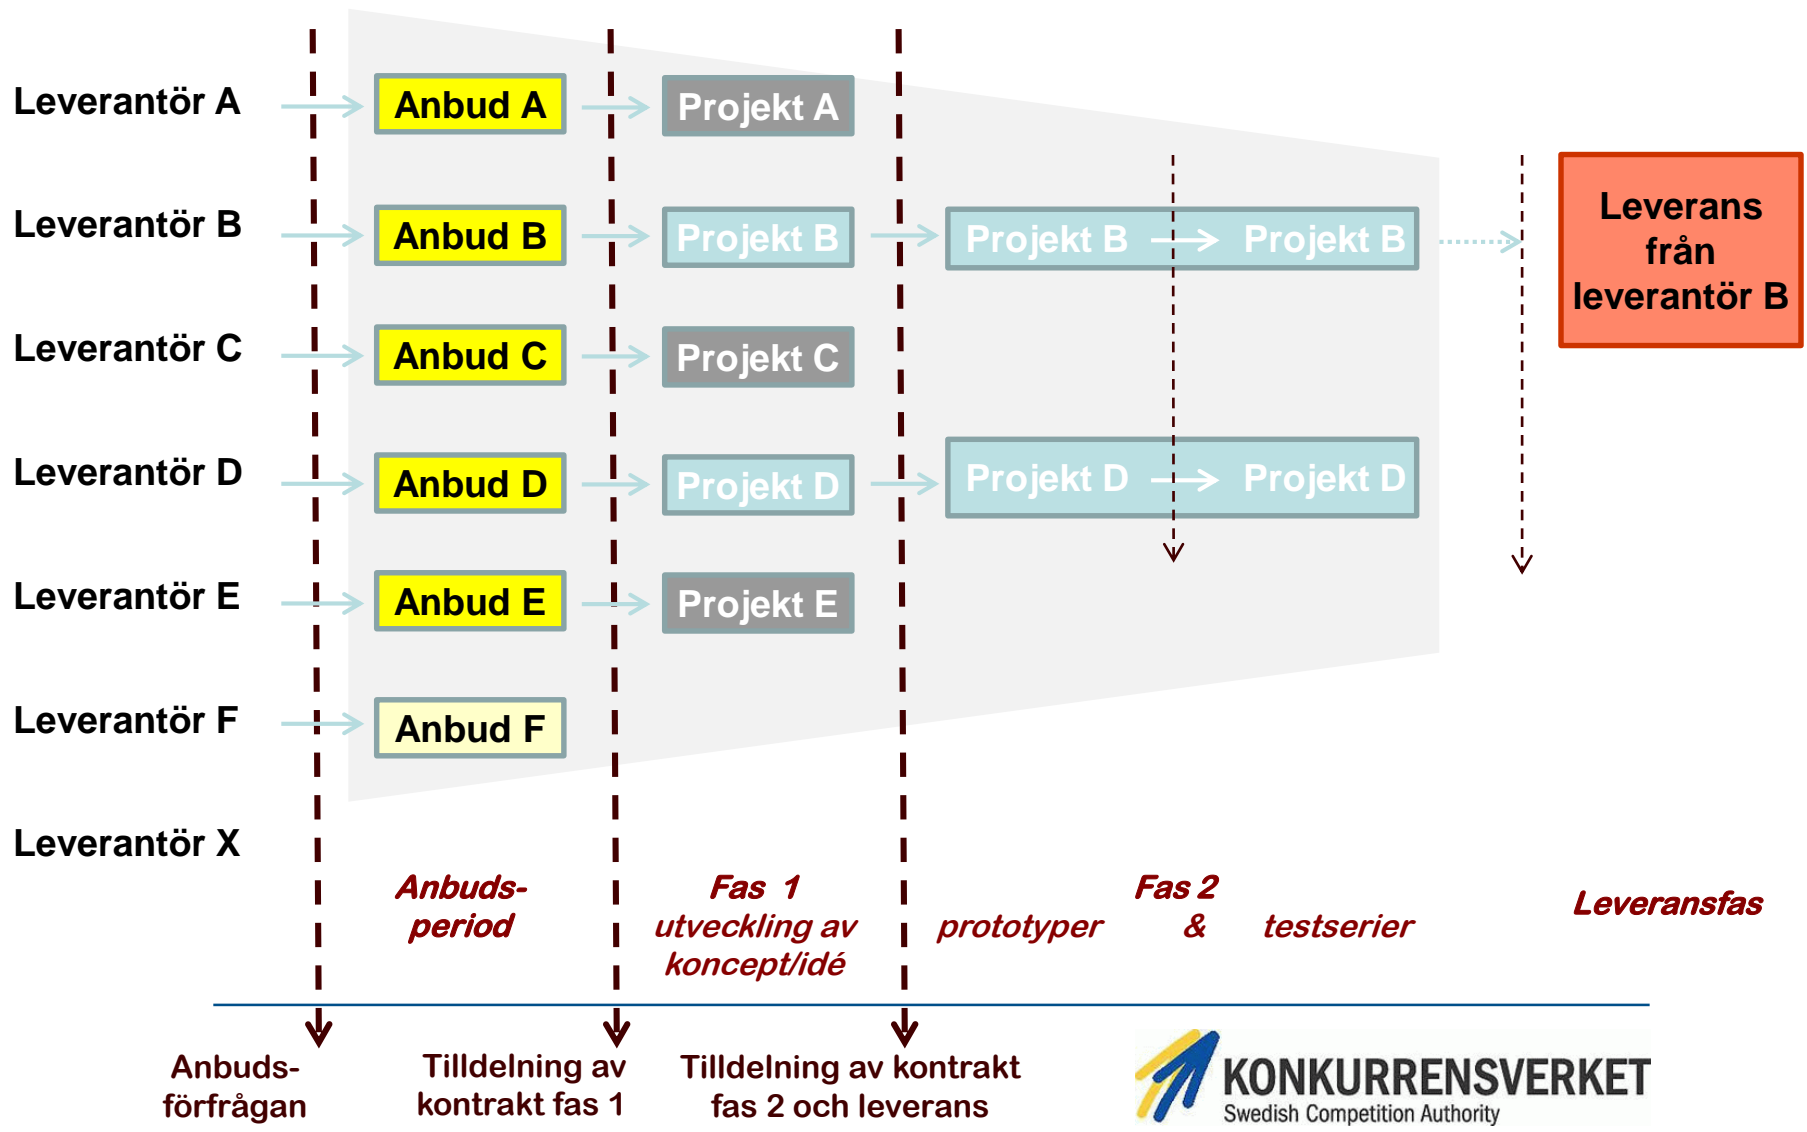 Leverantör A
Anbud A
Projekt A
Leverantör B
Anbud B
Projekt B
Projekt B
Projekt B
Leverans
från
leverantör B
Leverantör C
Anbud C
Projekt C
Leverantör D
Anbud D
Projekt D
Projekt D
Projekt D
Leverantör E
Anbud E
Projekt E
Leverantör F
Anbud F
Leverantör X
Anbuds-
period
Fas 1
utveckling av
koncept/idé
Fas 2
prototyper & testserier
Leveransfas
Anbuds-
förfrågan
Tilldelning av
kontrakt fas 1
Tilldelning av kontrakt
fas 2 och leverans
KONKURRENSVERKET
Swedish Competition Authority